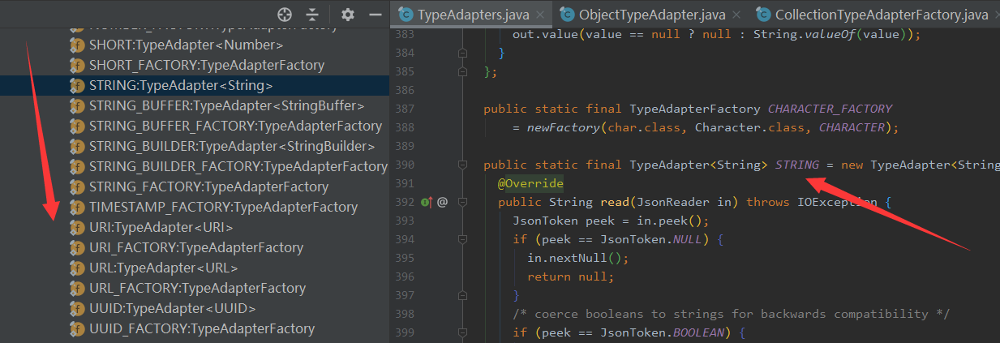 TypeAdapters.java
ObjectTypeAdapter.java
CollectionTypeAdapterFactory.java
NUMBER_FACTORY:TypeAdapterFactory
SHORT:TypeAdapter<Number>
SHORT_FACTORY:TypeAdapterFactory
STRING:TypeAdapter<String>
STRING_BUFFER:TypeAdapter<StringBuffer>
STRING_BUFFER_FACTORY:TypeAdapterFactory
STRING_BUILDER:TypeAdapter<StringBuilder>
STRING_BUILDER_FACTORY:TypeAdapterFactory
STRING_FACTORY:TypeAdapterFactory
TIMESTAMP_FACTORY:TypeAdapterFactory
URI:TypeAdapter<URI>
URI_FACTORY:TypeAdapterFactory
URL:TypeAdapter<URL>
URL_FACTORY:TypeAdapterFactory
UUID:TypeAdapter<UUID>
UUID_FACTORY:TypeAdapterFactory
383 out.value(value == null ? null : String.valueOf(value));
384 }
385 };
386
387 public static final TypeAdapterFactory CHARACTER_FACTORY
388 = newFactory(char.class, Character.class, CHARACTER);
389
390 public static final TypeAdapter<String> STRING = new TypeAdapter<String
391 @Override
392 @ public String read(JsonReader in) throws IOException {
393 JsonToken peek = in.peek();
394 if (peek == JsonToken.NULL) {
395 in.nextNull();
396 return null;
397 }
398 /* coerce booleans to strings for backwards compatibility */
399 if (peek == JsonToken.BOOLEAN) {